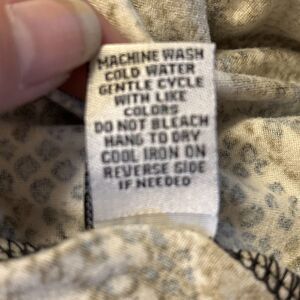 MACHINE WASH
COLD WATER
GENTLE CYCLE
WITH LIKE
COLORS
DO NOT BLEACH
HANG TO DRY
COOL IRON ON
REVERSE SIDE
IF NEEDED